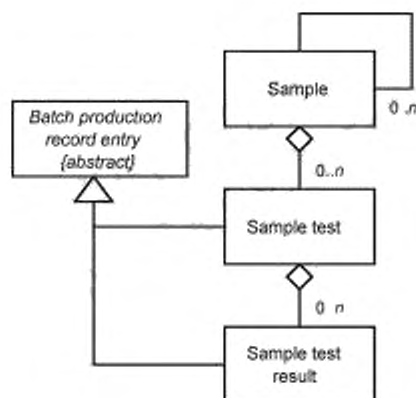 Sample
0 .n
Batch production
record entry
{abstract}
0..n
Sample test
0 n
Sample test
result